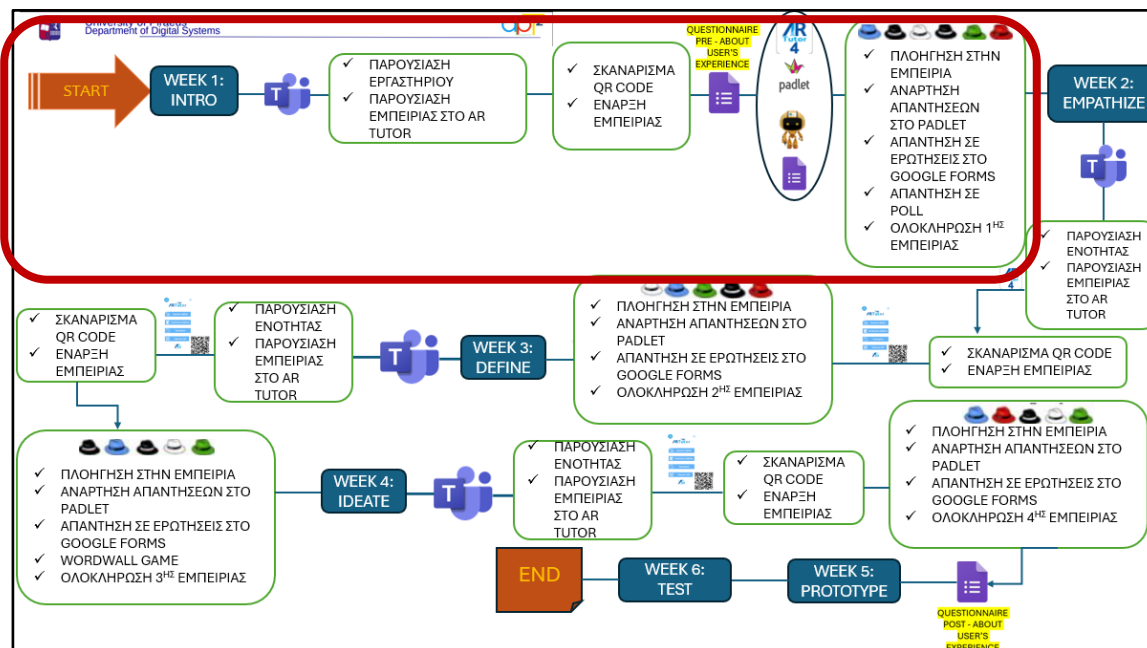 University of Piraeus
Department of Digital Systems
START
WEEK 1:
INTRO
✓ ΠΑΡΟΥΣΙΑΣΗ
ΕΡΓΑΣΤΗΡΙΟΥ
✓ ΠΑΡΟΥΣΙΑΣΗ
ΕΜΠΕΙΡΙΑΣ ΣΤΟ AR
TUTOR
✓ ΣΚΑΝΑΡΙΣΜΑ
QR CODE
✓ ΕΝΑΡΞΗ
ΕΜΠΕΙΡΙΑΣ
QUESTIONNAIRE
PRE - ABOUT
USER'S
EXPERIENCE
AR
Tutor
4
padlet
✓ ΠΛΟΗΓΗΣΗ ΣΤΗΝ
ΕΜΠΕΙΡΙΑ
✓ ΑΝΑΡΤΗΣΗ
ΑΠΑΝΤΗΣΕΩΝ
ΣΤΟ PADLET
✓ ΑΠΑΝΤΗΣΗ ΣΕ
ΕΡΩΤΗΣΕΙΣ ΣΤΟ
GOOGLE FORMS
✓ ΑΠΑΝΤΗΣΗ ΣΕ
POLL
✓ ΟΛΟΚΛΗΡΩΣΗ 1ΗΣ
ΕΜΠΕΙΡΙΑΣ
WEEK 2:
EMPATHIZE
✓ ΠΑΡΟΥΣΙΑΣΗ
ΕΝΟΤΗΤΑΣ
✓ ΠΑΡΟΥΣΙΑΣΗ
ΕΜΠΕΙΡΙΑΣ
ΣΤΟ AR
TUTOR
✓ ΣΚΑΝΑΡΙΣΜΑ QR CODE
✓ ΕΝΑΡΞΗ ΕΜΠΕΙΡΙΑΣ
✓ ΠΛΟΗΓΗΣΗ ΣΤΗΝ ΕΜΠΕΙΡΙΑ
✓ ΑΝΑΡΤΗΣΗ ΑΠΑΝΤΗΣΕΩΝ ΣΤΟ
PADLET
✓ ΑΠΑΝΤΗΣΗ ΣΕ ΕΡΩΤΗΣΕΙΣ ΣΤΟ
GOOGLE FORMS
✓ ΟΛΟΚΛΗΡΩΣΗ 2ΗΣ ΕΜΠΕΙΡΙΑΣ
WEEK 3:
DEFINE
✓ ΠΑΡΟΥΣΙΑΣΗ
ΕΝΟΤΗΤΑΣ
✓ ΠΑΡΟΥΣΙΑΣΗ
ΕΜΠΕΙΡΙΑΣ
ΣΤΟ AR
TUTOR
✓ ΣΚΑΝΑΡΙΣΜΑ
QR CODE
✓ ΕΝΑΡΞΗ
ΕΜΠΕΙΡΙΑΣ
✓ ΠΛΟΗΓΗΣΗ ΣΤΗΝ ΕΜΠΕΙΡΙΑ
✓ ΑΝΑΡΤΗΣΗ ΑΠΑΝΤΗΣΕΩΝ ΣΤΟ
PADLET
✓ ΑΠΑΝΤΗΣΗ ΣΕ ΕΡΩΤΗΣΕΙΣ ΣΤΟ
GOOGLE FORMS
✓ WORDWALL GAME
✓ ΟΛΟΚΛΗΡΩΣΗ 3ΗΣ ΕΜΠΕΙΡΙΑΣ
WEEK 4:
IDEATE
✓ ΠΑΡΟΥΣΙΑΣΗ
ΕΝΟΤΗΤΑΣ
✓ ΠΑΡΟΥΣΙΑΣΗ
ΕΜΠΕΙΡΙΑΣ
ΣΤΟ AR
TUTOR
✓ ΣΚΑΝΑΡΙΣΜΑ
QR CODE
✓ ΕΝΑΡΞΗ
ΕΜΠΕΙΡΙΑΣ
✓ ΠΛΟΗΓΗΣΗ ΣΤΗΝ ΕΜΠΕΙΡΙΑ
✓ ΑΝΑΡΤΗΣΗ ΑΠΑΝΤΗΣΕΩΝ ΣΤΟ
PADLET
✓ ΑΠΑΝΤΗΣΗ ΣΕ ΕΡΩΤΗΣΕΙΣ ΣΤΟ
GOOGLE FORMS
✓ ΟΛΟΚΛΗΡΩΣΗ 4ΗΣ ΕΜΠΕΙΡΙΑΣ
QUESTIONNAIRE
POST - ABOUT
USER'S
EXPERIENCE
WEEK 5:
PROTOTYPE
WEEK 6:
TEST
END